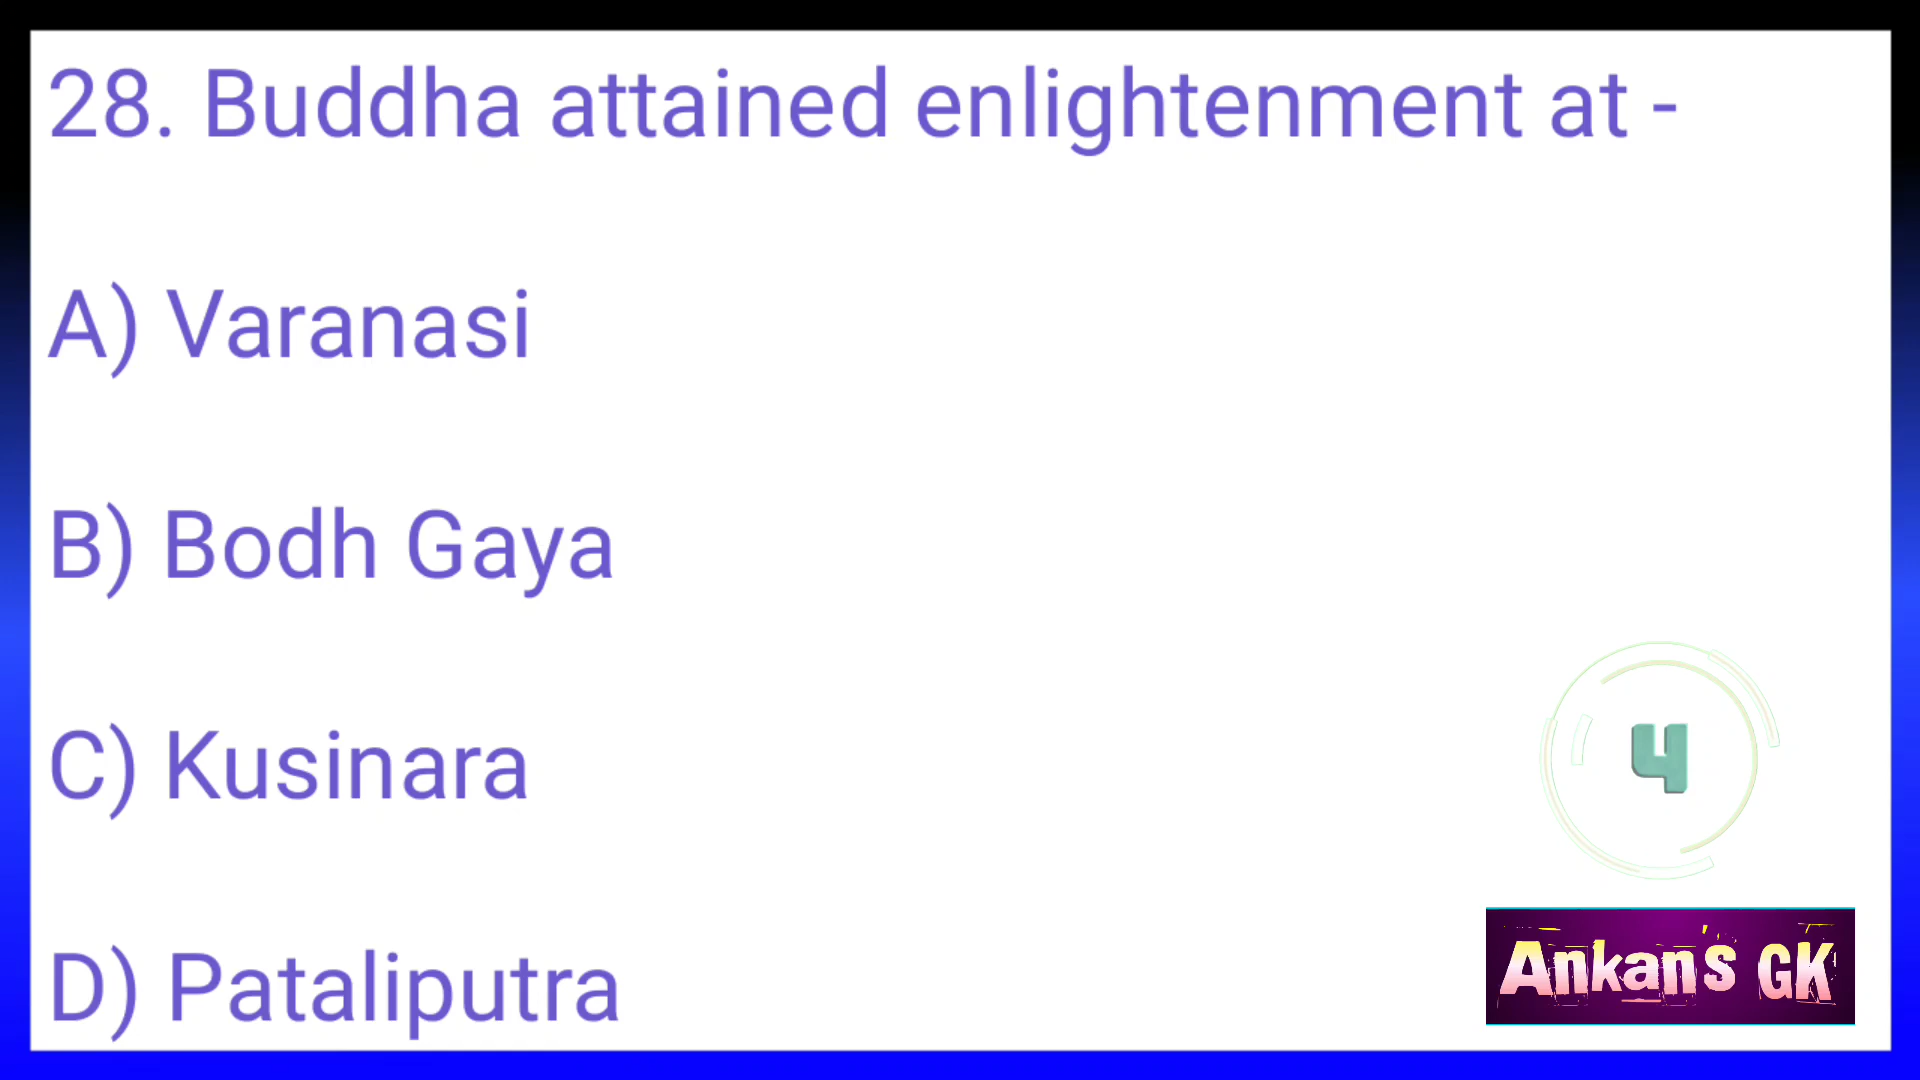 28. Buddha attained enlightenment at -
A) Varanasi
B) Bodh Gaya
C) Kusinara
4
D) Pataliputra
Ankan's GK